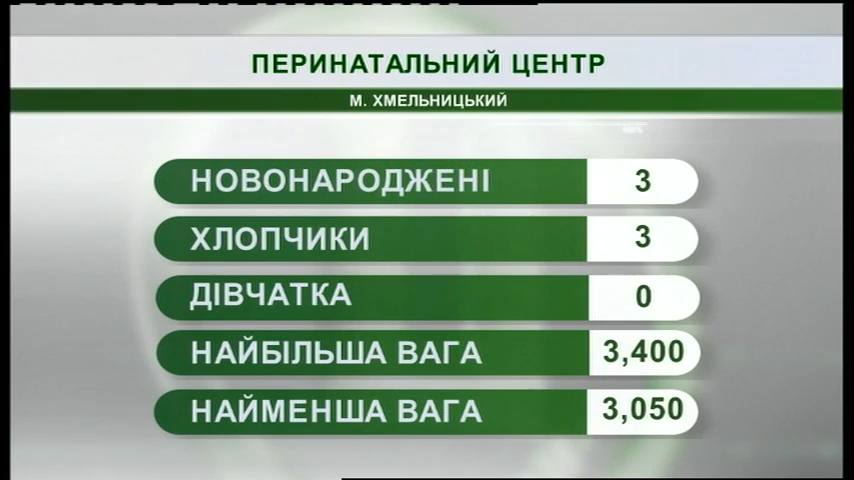 ПЕРИНАТАЛЬНИЙ ЦЕНТР
М. ХМЕЛЬНИЦЬКИЙ
НОВОНАРОДЖЕНІ 3
ХЛОПЧИКИ 3
ДІВЧАТКА 0
НАЙБІЛЬША ВАГА 3,400
НАЙМЕНША ВАГА 3,050